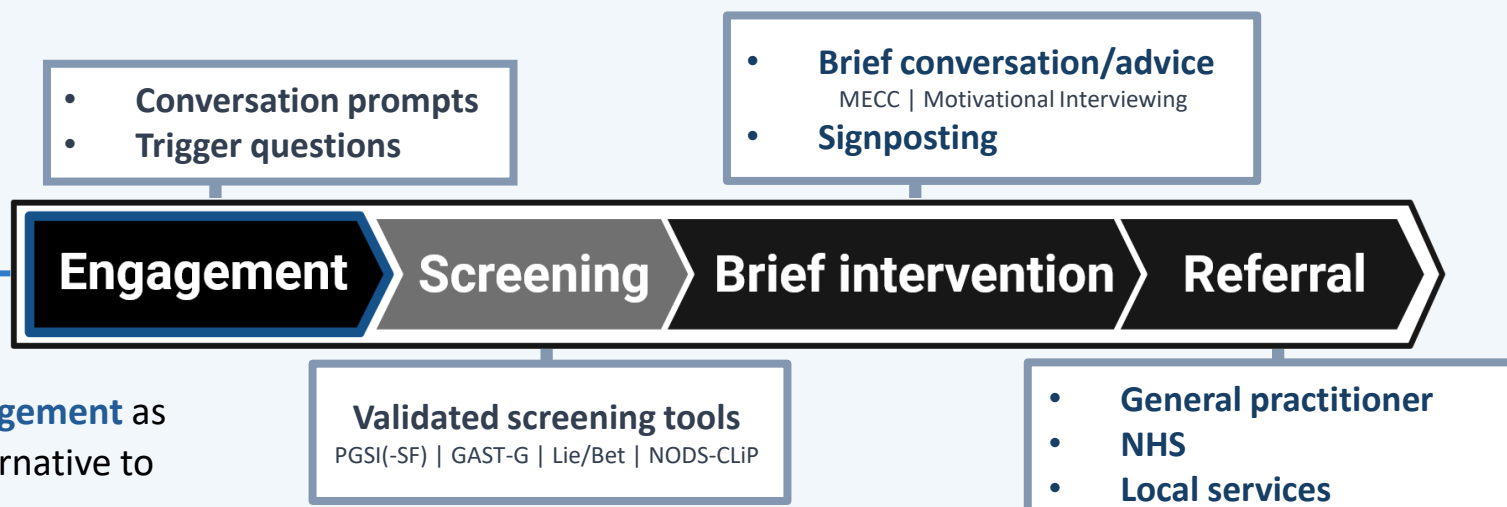 • Conversation prompts
• Trigger questions
• Brief conversation/advice
MECC | Motivational Interviewing
• Signposting
Engagement
Screening
Brief intervention
Referral
gement as
rnative to
Validated screening tools
PGSI(-SF) | GAST-G | Lie/Bet | NODS-CLiP
• General practitioner
• NHS
• Local services